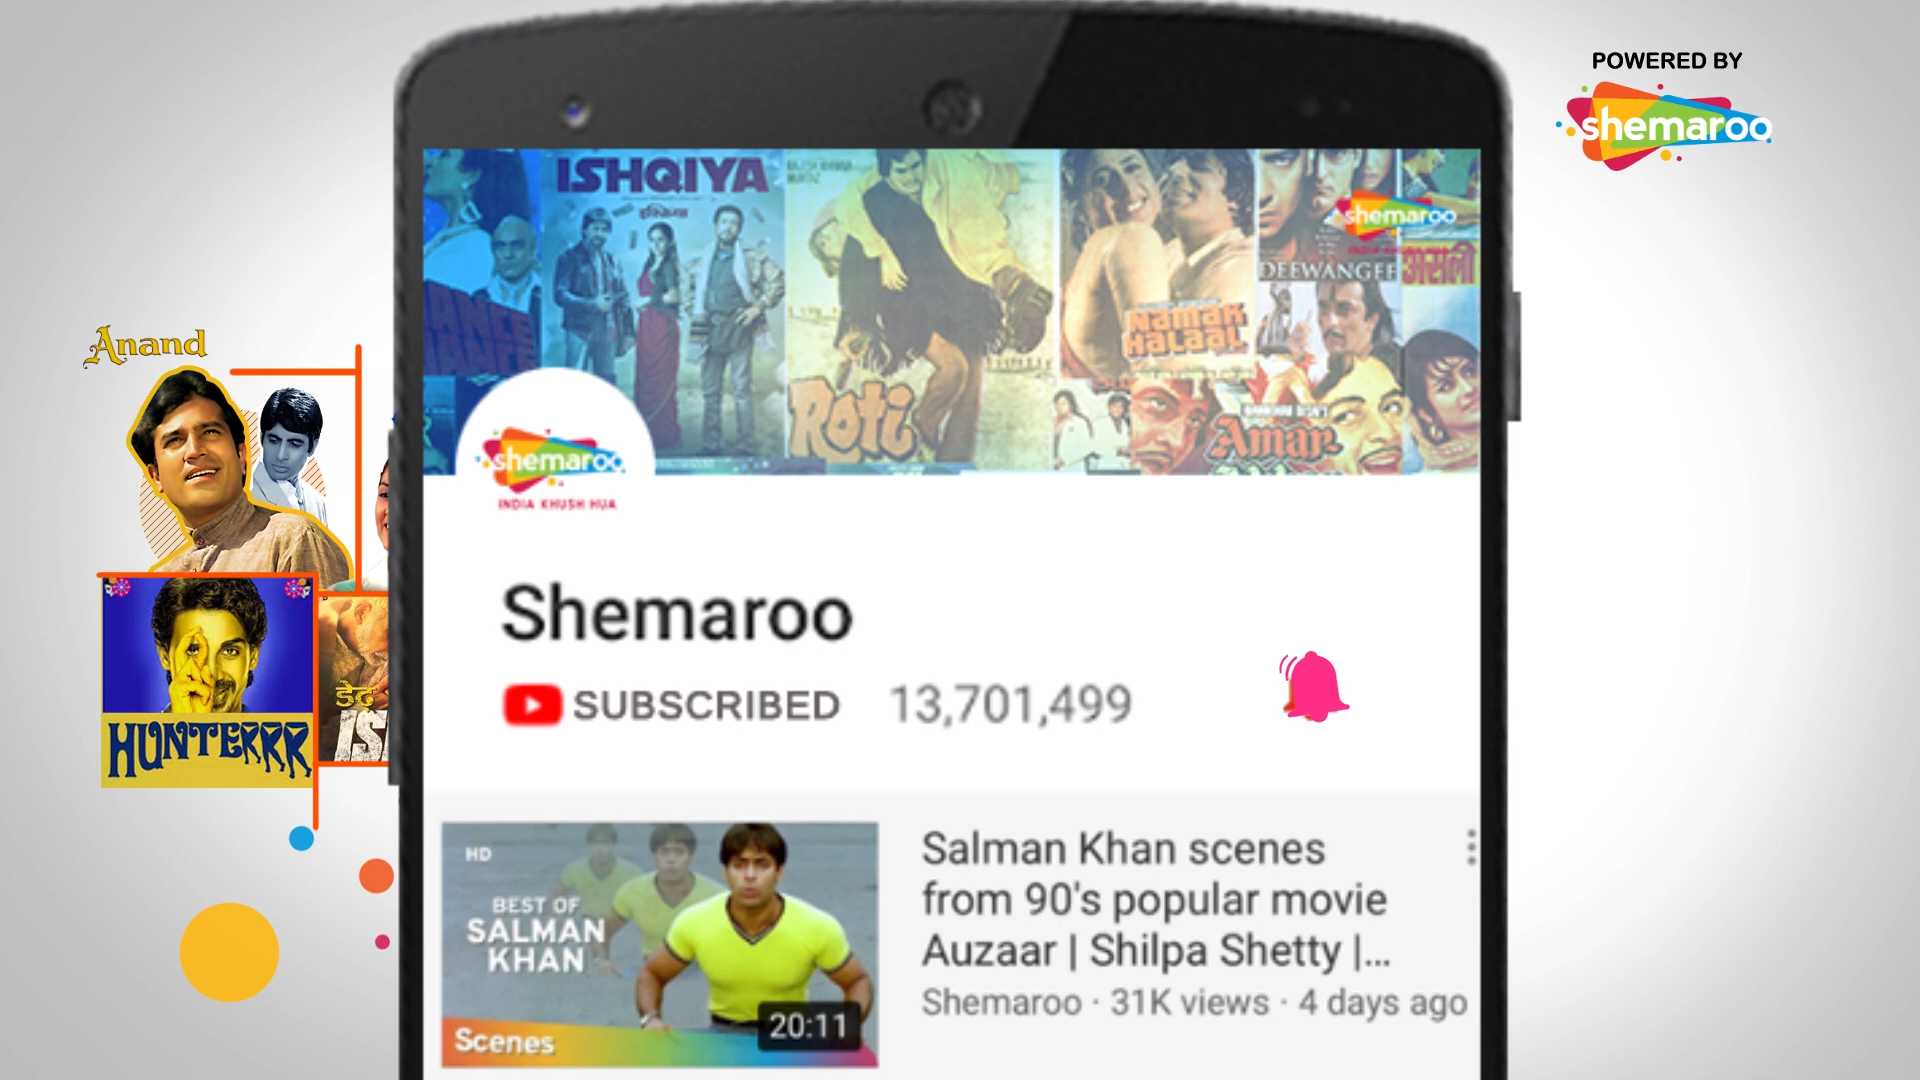 POWERED BY
shemaroo
ISHQIYA
इश्किया
shemaroo
DEEWANGEE
असली
NAMAK
HALAAL
Roti
Amar
Anand
shemaroo
INDIA KHUSH HUA
Shemaroo
SUBSCRIBED 13,701,499
HUNTERRR
डेढ़
IS
HD
BEST OF
SALMAN
KHAN
Scenes
20:11
Salman Khan scenes
from 90's popular movie
Auzaar | Shilpa Shetty |...
Shemaroo · 31K views · 4 days ago